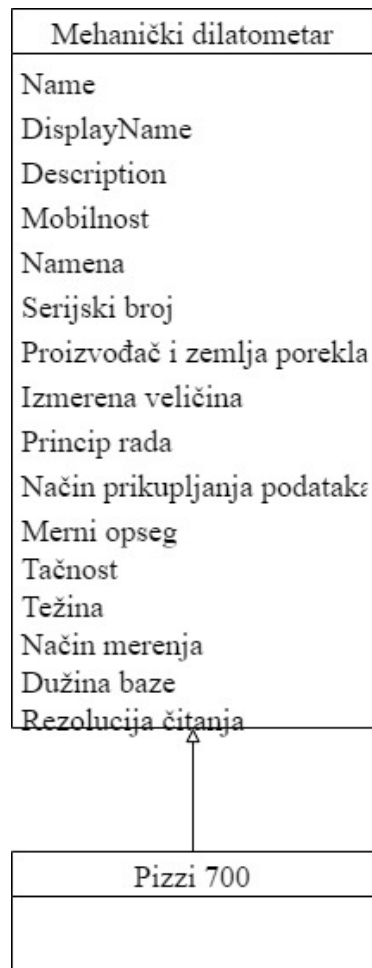 Mehanički dilatometar
Name
DisplayName
Description
Mobilnost
Namena
Serijski broj
Proizvođač i zemlja porekla
Izmerena veličina
Princip rada
Način prikupljanja podataka
Merni opseg
Tačnost
Težina
Način merenja
Dužina baze
Rezolucija čitanja
Pizzi 700